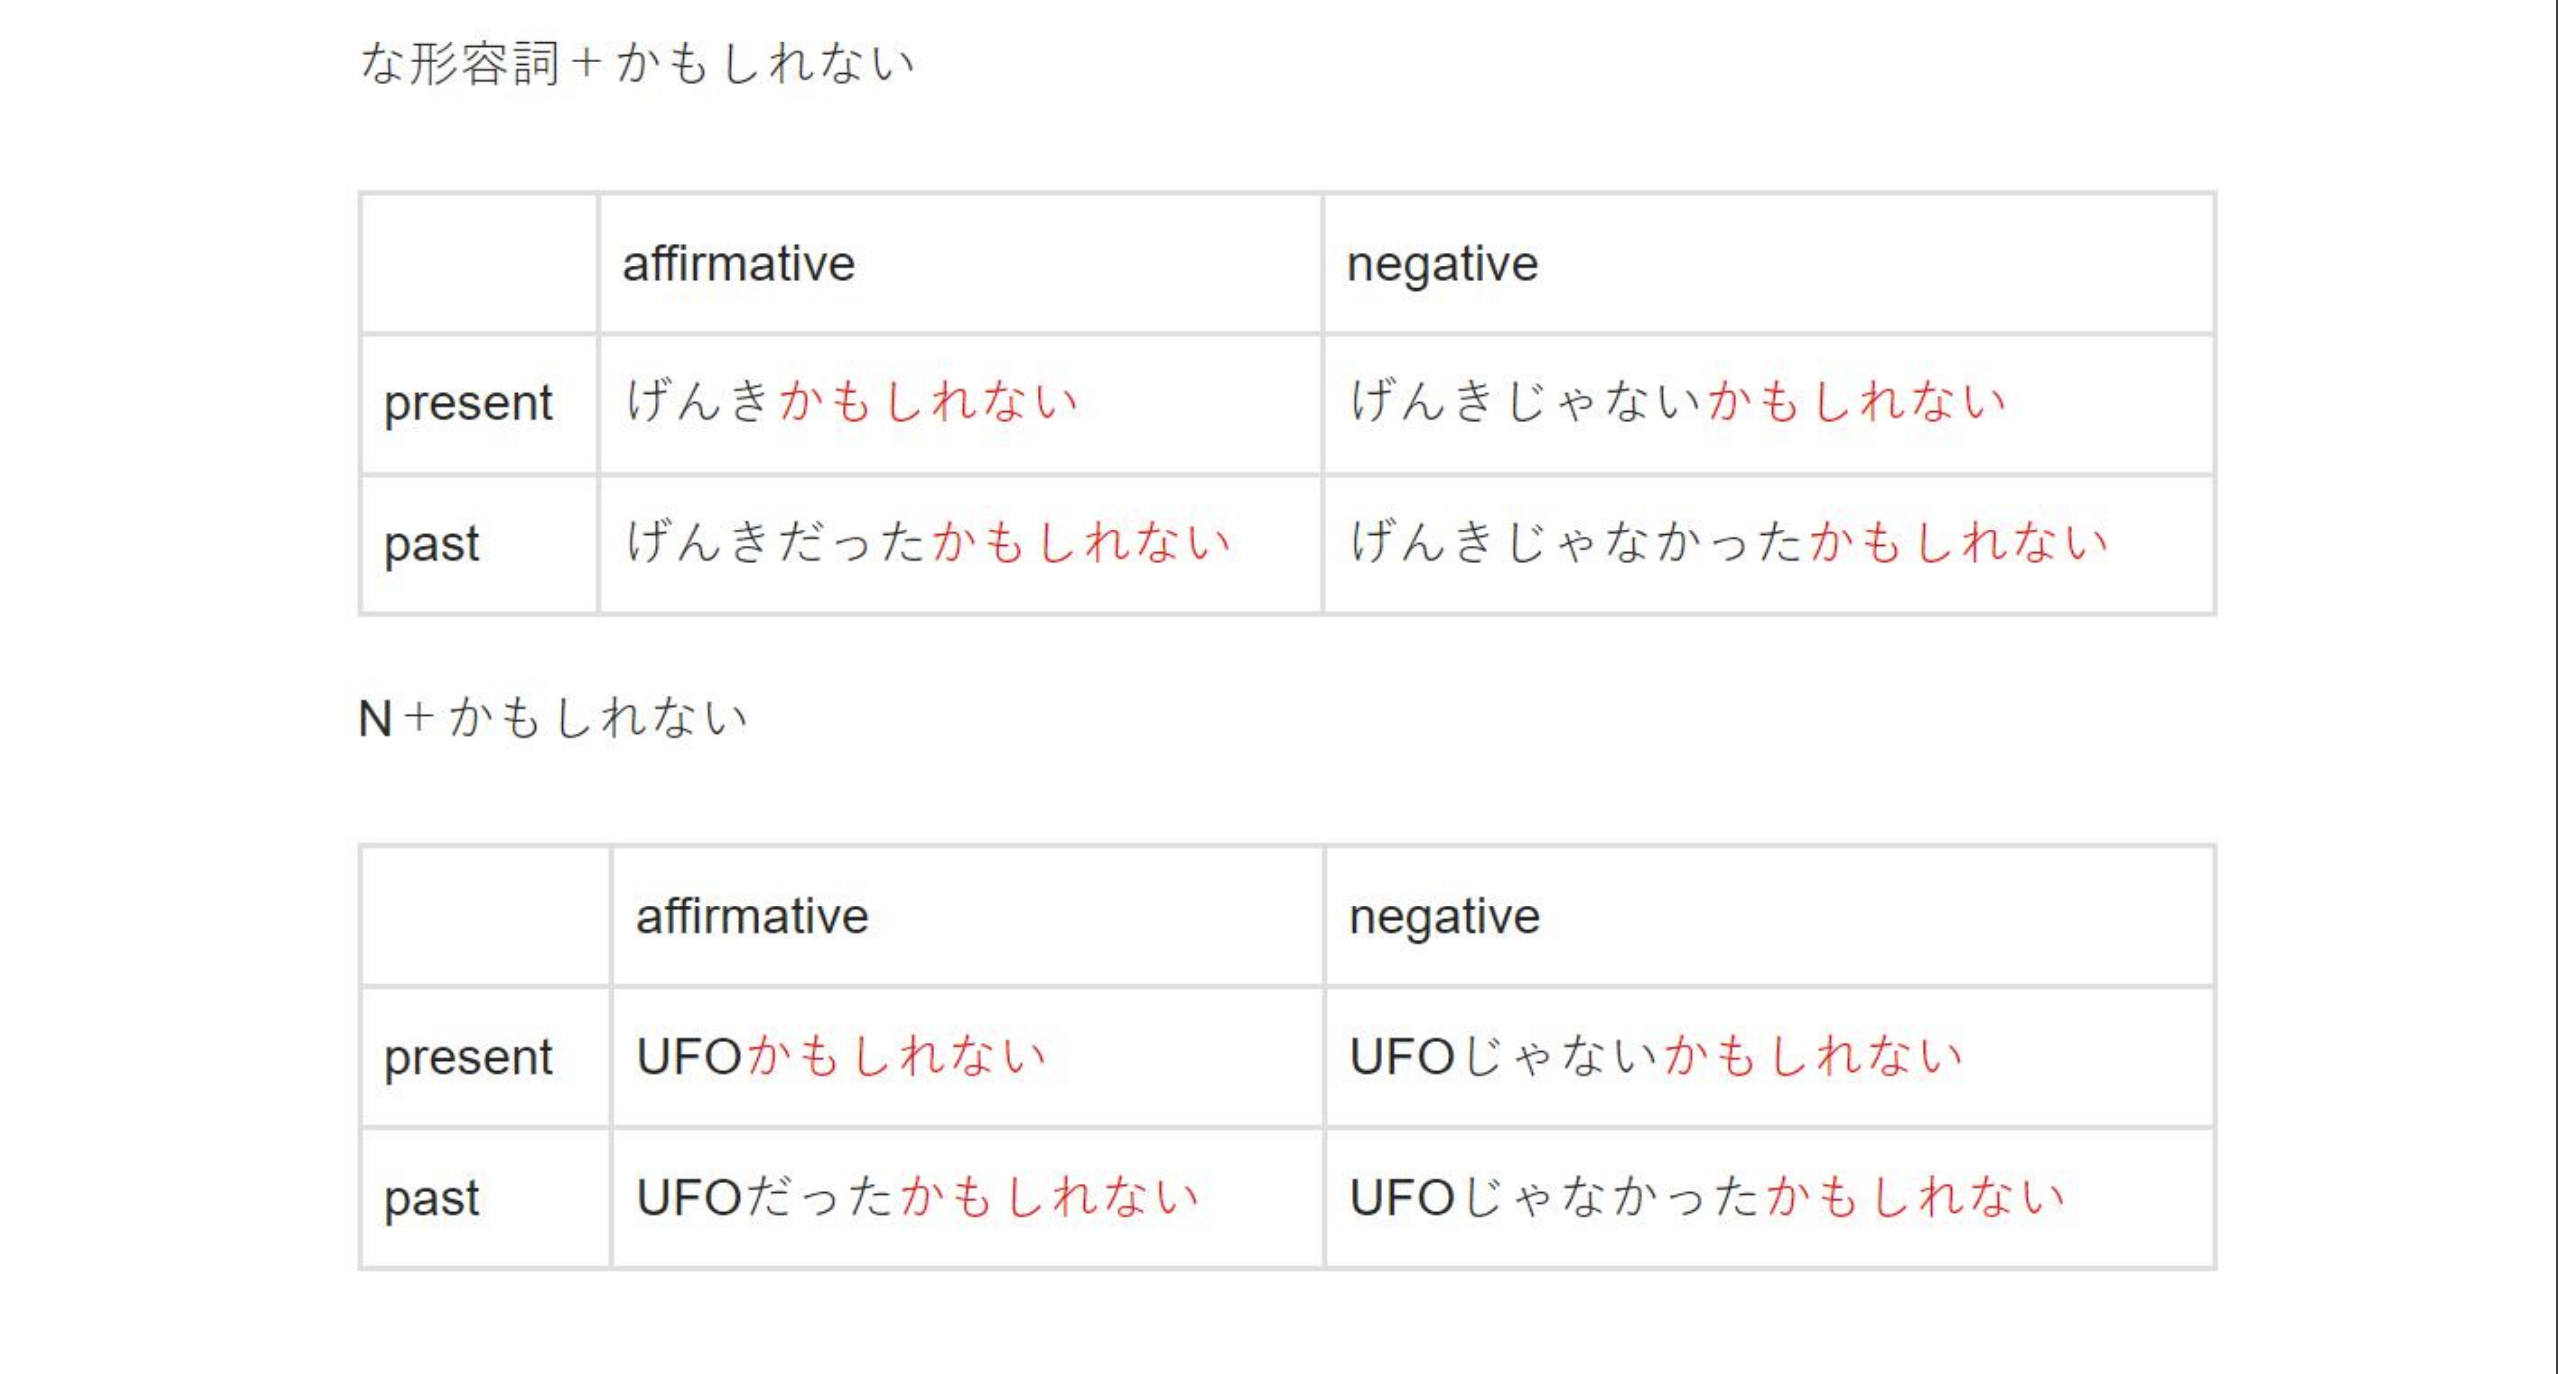 な形容詞＋かもしれない
affirmative negative
present げんきかもしれない げんきじゃないかもしれない
past げんきだったかもしれない げんきじゃなかったかもしれない
N＋かもしれない
affirmative negative
present UFOかもしれない UFOじゃないかもしれない
past UFOだったかもしれない UFOじゃなかったかもしれない